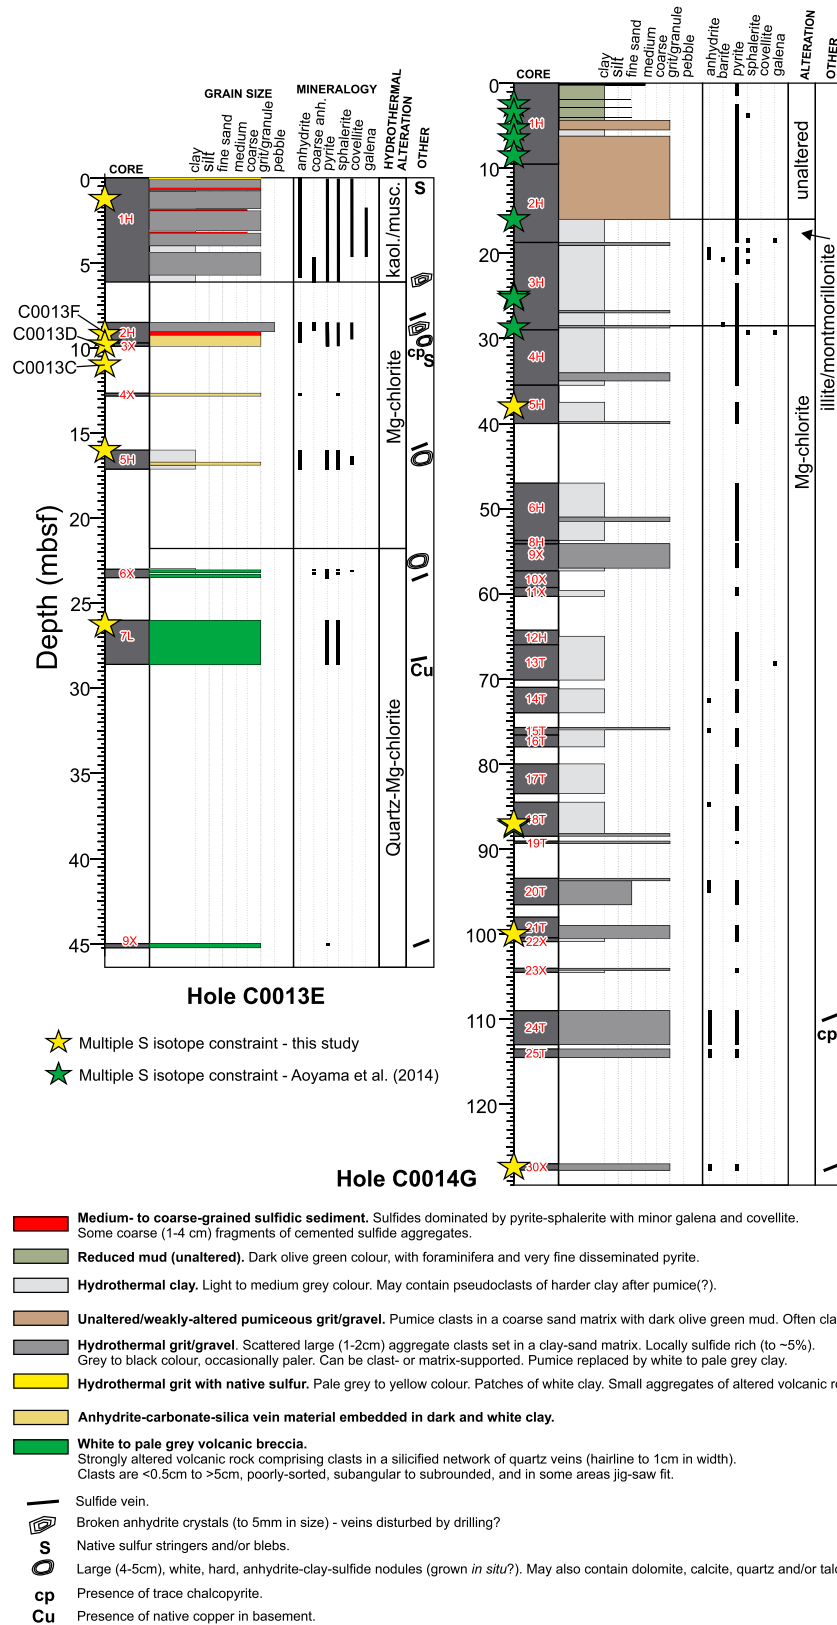 GRAIN SIZE
MINERALOGY
HYDROTHERMAL
ALTERATION
OTHER
CORE
clay
silt
fine sand
medium
coarse
grit/granule
pebble
anhydrite
coarse anh.
pyrite
sphalerite
covellite
galena
Depth (mbsf)
0
5
10
15
20
25
30
35
40
45
C0013F
C0013D
C0013C
1H
2H
3X
4X
5H
6X
7L
9X
kaol./musc.
Mg-chlorite
Quartz-Mg-chlorite
S
cp
S
Cu
Hole C0013E
Multiple S isotope constraint - this study
Multiple S isotope constraint - Aoyama et al. (2014)
CORE
clay
silt
fine sand
medium
coarse
grit/granule
pebble
anhydrite
barite
pyrite
sphalerite
covellite
galena
ALTERATION
OTHER
0
10
20
30
40
50
60
70
80
90
100
110
120
1H
2H
3H
4H
5H
6H
8H
9X
10X
11X
12H
13T
14T
15T
16T
17T
18T
19T
20T
21T
22X
23X
24T
25T
30X
unaltered
illite/montmorillonite
Mg-chlorite
cp
Hole C0014G
Medium- to coarse-grained sulfidic sediment. Sulfides dominated by pyrite-sphalerite with minor galena and covellite.
Some coarse (1-4 cm) fragments of cemented sulfide aggregates.
Reduced mud (unaltered). Dark olive green colour, with foraminifera and very fine disseminated pyrite.
Hydrothermal clay. Light to medium grey colour. May contain pseudoclasts of harder clay after pumice(?).
Unaltered/weakly-altered pumiceous grit/gravel. Pumice clasts in a coarse sand matrix with dark olive green mud. Often cla
Hydrothermal grit/gravel. Scattered large (1-2cm) aggregate clasts set in a clay-sand matrix. Locally sulfide rich (to ~5%).
Grey to black colour, occasionally paler. Can be clast- or matrix-supported. Pumice replaced by white to pale grey clay.
Hydrothermal grit with native sulfur. Pale grey to yellow colour. Patches of white clay. Small aggregates of altered volcanic ro
Anhydrite-carbonate-silica vein material embedded in dark and white clay.
White to pale grey volcanic breccia.
Strongly altered volcanic rock comprising clasts in a silicified network of quartz veins (hairline to 1cm in width).
Clasts are <0.5cm to >5cm, poorly-sorted, subangular to subrounded, and in some areas jig-saw fit.
Sulfide vein.
Broken anhydrite crystals (to 5mm in size) - veins disturbed by drilling?
S Native sulfur stringers and/or blebs.
Large (4-5cm), white, hard, anhydrite-clay-sulfide nodules (grown in situ?). May also contain dolomite, calcite, quartz and/or talc
cp Presence of trace chalcopyrite.
Cu Presence of native copper in basement.